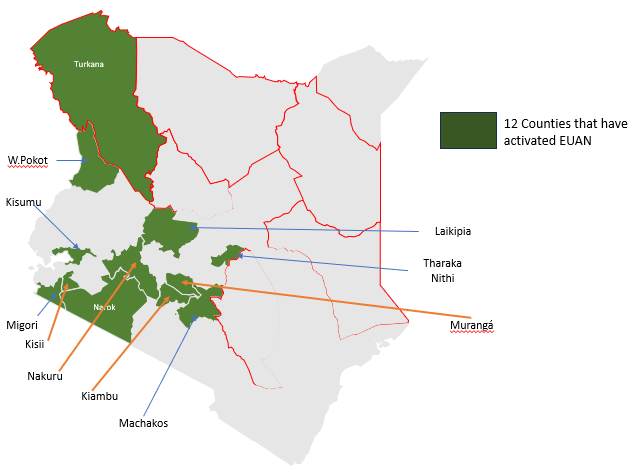 Turkana
12 Counties that have
activated EUAN
W.Pokot
Kisumu
Laikipia
Tharaka
Nithi
Narok
Migori
Murangá
Kisii
Nakuru
Kiambu
Machakos